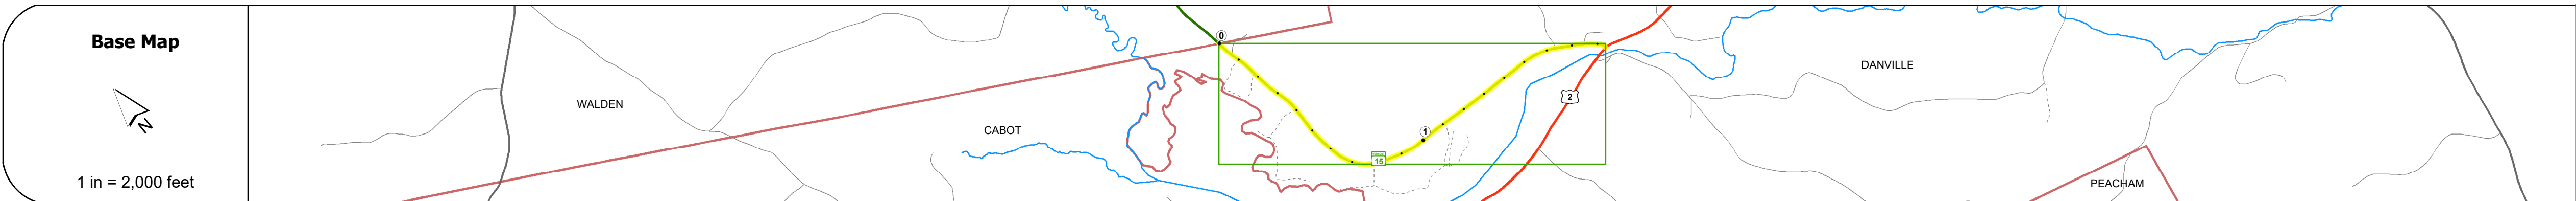 Base Map
N
1 in = 2,000 feet
WALDEN
CABOT
0
1
15
2
DANVILLE
PEACHAM